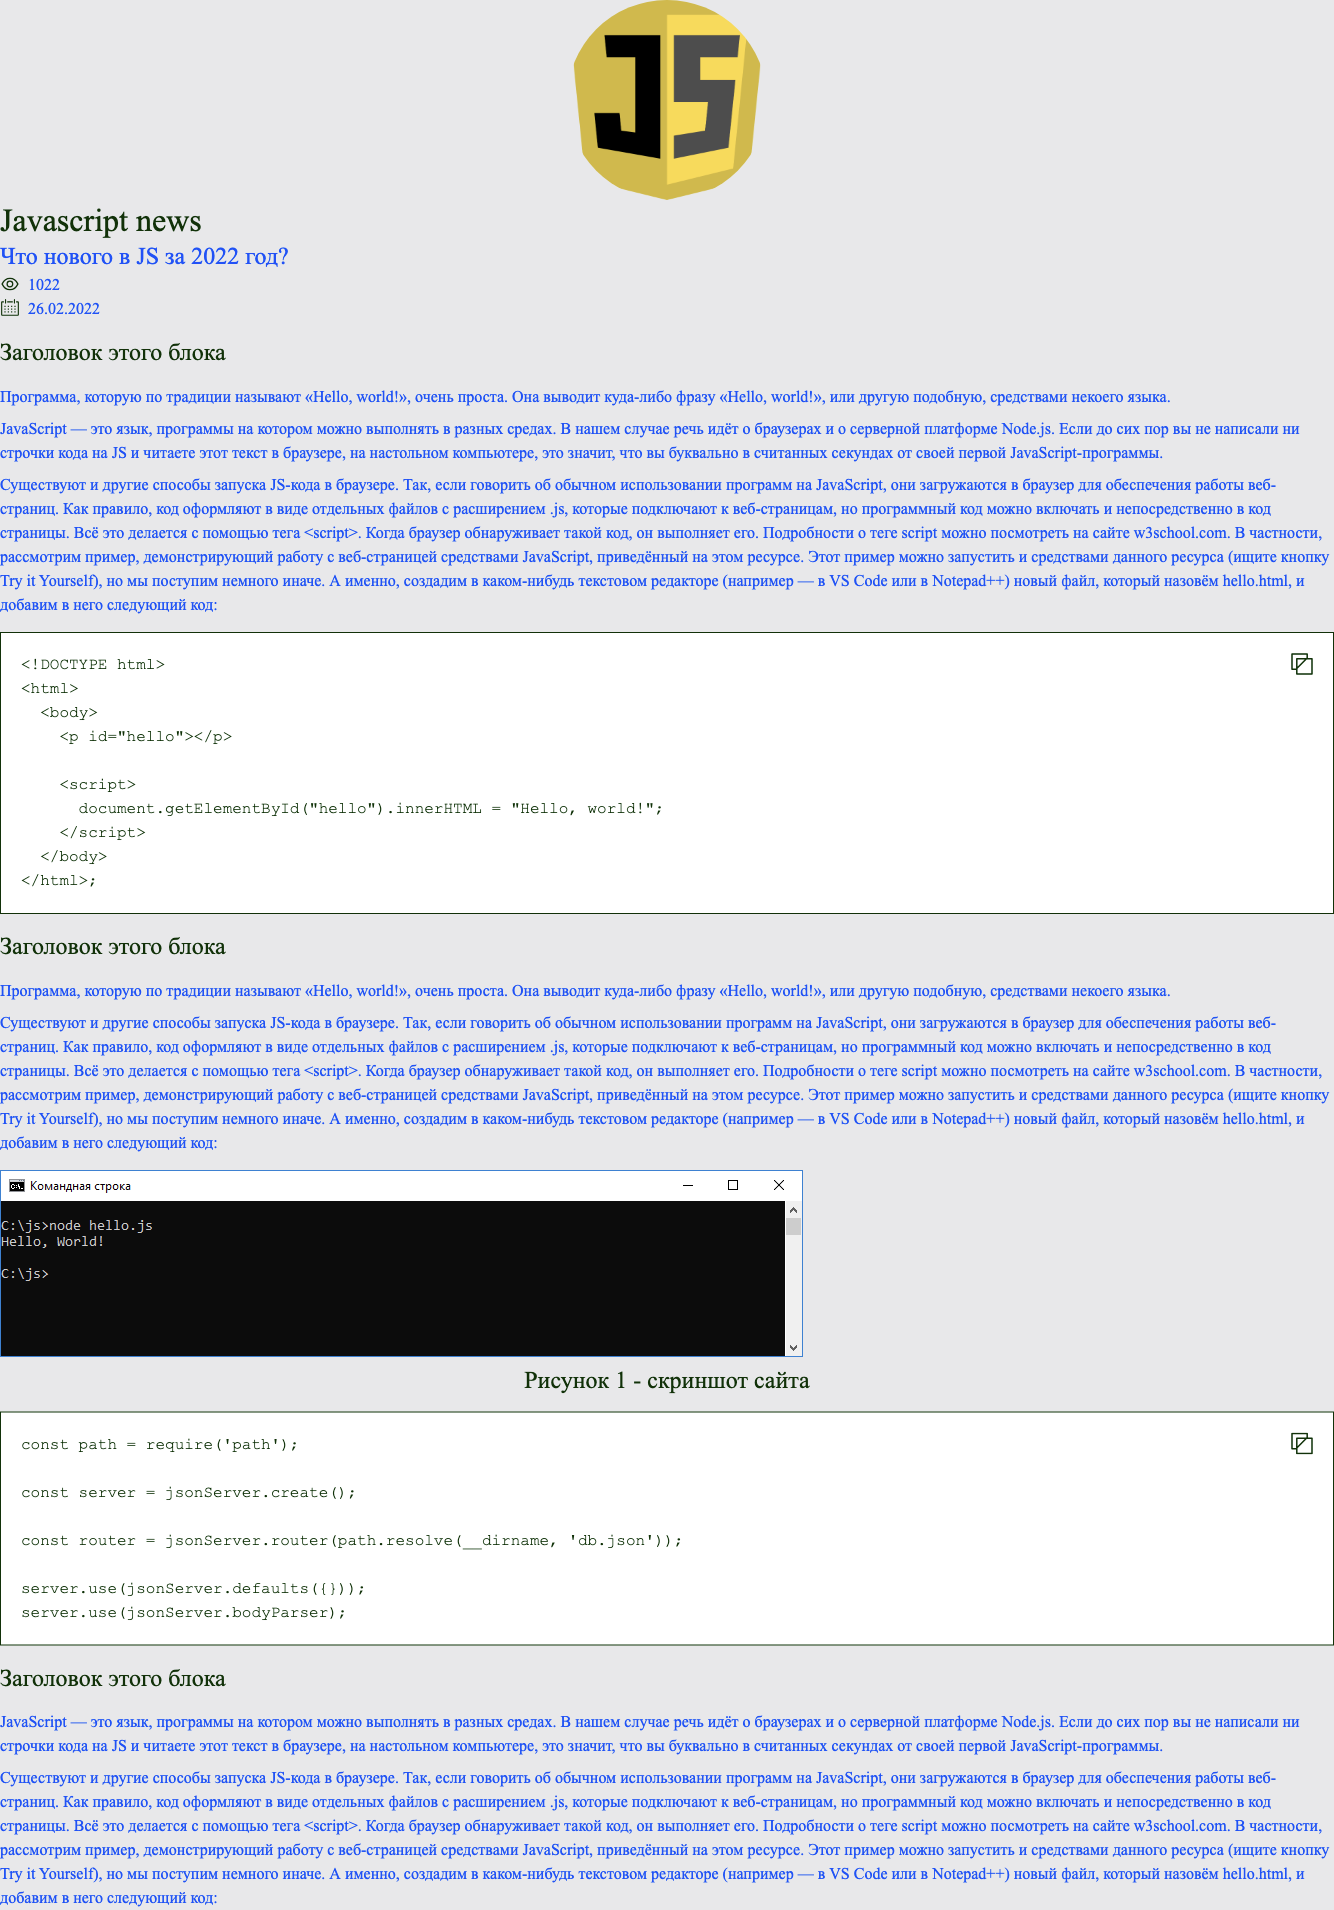 JS
Javascript news
Что нового в JS за 2022 год?
1022
26.02.2022
Заголовок этого блока
Программа, которую по традиции называют «Hello, world!», очень проста. Она выводит куда-либо фразу «Hello, world!», или другую подобную, средствами некоего языка.
JavaScript — это язык, программы на котором можно выполнять в разных средах. В нашем случае речь идёт о браузерах и о серверной платформе Node.js. Если до сих пор вы не написали ни
строчки кода на JS и читаете этот текст в браузере, на настольном компьютере, это значит, что вы буквально в считанных секундах от своей первой JavaScript-программы.
Существуют и другие способы запуска JS-кода в браузере. Так, если говорить об обычном использовании программ на JavaScript, они загружаются в браузер для обеспечения работы веб-
страниц. Как правило, код оформляют в виде отдельных файлов с расширением .js, которые подключают к веб-страницам, но программный код можно включать и непосредственно в код
страницы. Всё это делается с помощью тега <script>. Когда браузер обнаруживает такой код, он выполняет его. Подробности о теге script можно посмотреть на сайте w3school.com. В частности,
рассмотрим пример, демонстрирующий работу с веб-страницей средствами JavaScript, приведённый на этом ресурсе. Этот пример можно запустить и средствами данного ресурса (ищите кнопку
Try it Yourself), но мы поступим немного иначе. А именно, создадим в каком-нибудь текстовом редакторе (например — в VS Code или в Notepad++) новый файл, который назовём hello.html, и
добавим в него следующий код:
<!DOCTYPE html>
<html>
  <body>
    <p id="hello"></p>

    <script>
      document.getElementById("hello").innerHTML = "Hello, world!";
    </script>
  </body>
</html>;
Заголовок этого блока
Программа, которую по традиции называют «Hello, world!», очень проста. Она выводит куда-либо фразу «Hello, world!», или другую подобную, средствами некоего языка.
Существуют и другие способы запуска JS-кода в браузере. Так, если говорить об обычном использовании программ на JavaScript, они загружаются в браузер для обеспечения работы веб-
страниц. Как правило, код оформляют в виде отдельных файлов с расширением .js, которые подключают к веб-страницам, но программный код можно включать и непосредственно в код
страницы. Всё это делается с помощью тега <script>. Когда браузер обнаруживает такой код, он выполняет его. Подробности о теге script можно посмотреть на сайте w3school.com. В частности,
рассмотрим пример, демонстрирующий работу с веб-страницей средствами JavaScript, приведённый на этом ресурсе. Этот пример можно запустить и средствами данного ресурса (ищите кнопку
Try it Yourself), но мы поступим немного иначе. А именно, создадим в каком-нибудь текстовом редакторе (например — в VS Code или в Notepad++) новый файл, который назовём hello.html, и
добавим в него следующий код:
Командная строка
C:\js>node hello.js
Hello, World!
C:\js>
Рисунок 1 - скриншот сайта
const path = require('path');

const server = jsonServer.create();

const router = jsonServer.router(path.resolve(__dirname, 'db.json'));

server.use(jsonServer.defaults({}));
server.use(jsonServer.bodyParser);
Заголовок этого блока
JavaScript — это язык, программы на котором можно выполнять в разных средах. В нашем случае речь идёт о браузерах и о серверной платформе Node.js. Если до сих пор вы не написали ни
строчки кода на JS и читаете этот текст в браузере, на настольном компьютере, это значит, что вы буквально в считанных секундах от своей первой JavaScript-программы.
Существуют и другие способы запуска JS-кода в браузере. Так, если говорить об обычном использовании программ на JavaScript, они загружаются в браузер для обеспечения работы веб-
страниц. Как правило, код оформляют в виде отдельных файлов с расширением .js, которые подключают к веб-страницам, но программный код можно включать и непосредственно в код
страницы. Всё это делается с помощью тега <script>. Когда браузер обнаруживает такой код, он выполняет его. Подробности о теге script можно посмотреть на сайте w3school.com. В частности,
рассмотрим пример, демонстрирующий работу с веб-страницей средствами JavaScript, приведённый на этом ресурсе. Этот пример можно запустить и средствами данного ресурса (ищите кнопку
Try it Yourself), но мы поступим немного иначе. А именно, создадим в каком-нибудь текстовом редакторе (например — в VS Code или в Notepad++) новый файл, который назовём hello.html, и
добавим в него следующий код: